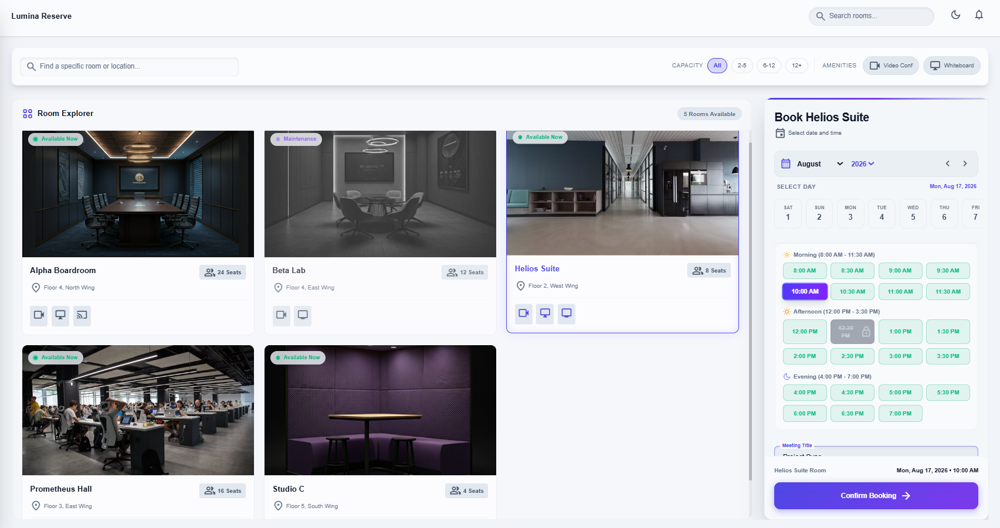 Lumina Reserve
Search rooms...
Find a specific room or location...
CAPACITY
All
2-5
6-12
12+
AMENITIES
Video Conf
Whiteboard
Room Explorer
5 Rooms Available
Available Now
Alpha Boardroom
24 Seats
Floor 4, North Wing
Maintenance
Beta Lab
12 Seats
Floor 4, East Wing
Available Now
Helios Suite
8 Seats
Floor 2, West Wing
Available Now
Prometheus Hall
16 Seats
Floor 3, East Wing
Available Now
Studio C
4 Seats
Floor 5, South Wing
Book Helios Suite
Select date and time
August
2026
SELECT DAY
Mon, Aug 17, 2026
SAT
1
SUN
2
MON
3
TUE
4
WED
5
THU
6
FRI
7
Morning (8:00 AM - 11:30 AM)
8:00 AM
8:30 AM
9:00 AM
9:30 AM
10:00 AM
10:30 AM
11:00 AM
11:30 AM
Afternoon (12:00 PM - 3:30 PM)
12:00 PM
12:30
PM
1:00 PM
1:30 PM
2:00 PM
2:30 PM
3:00 PM
3:30 PM
Evening (4:00 PM - 7:00 PM)
4:00 PM
4:30 PM
5:00 PM
5:30 PM
6:00 PM
6:30 PM
7:00 PM
Meeting Title
Project Sync
Helios Suite Room
Mon, Aug 17, 2026 • 10:00 AM
Confirm Booking